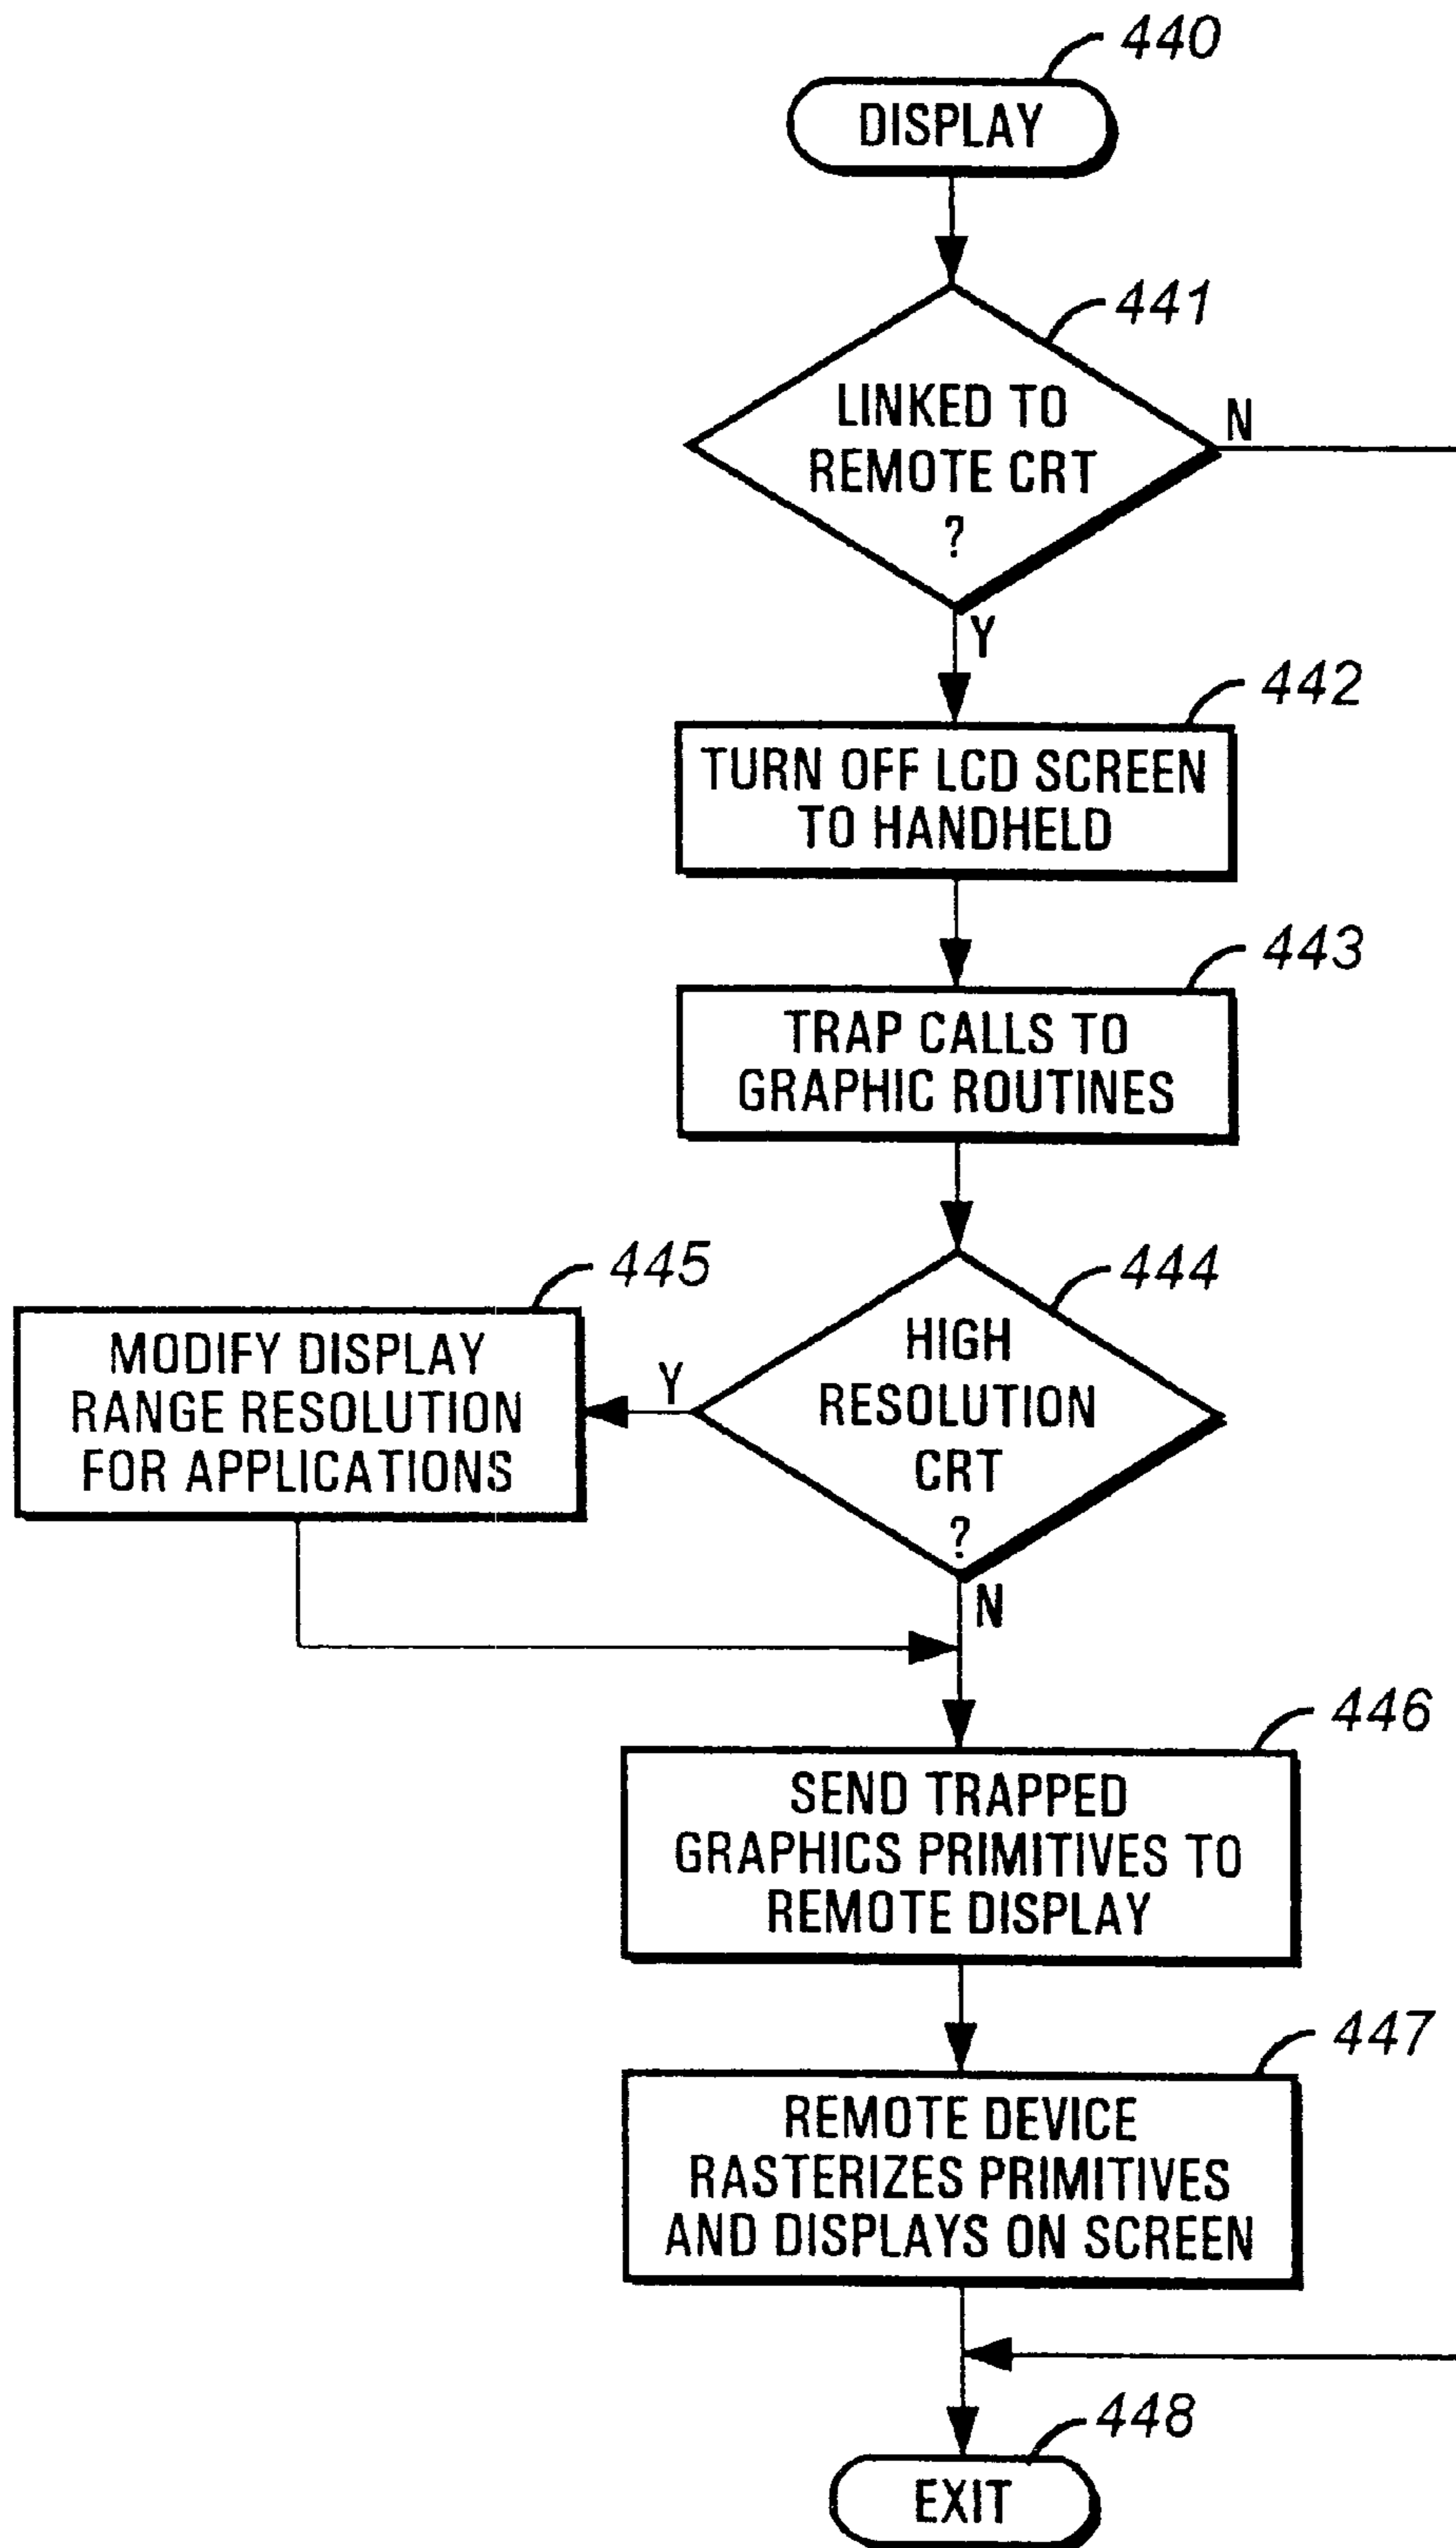 440
DISPLAY
441
LINKED TO
REMOTE CRT
?
N
Y
442
TURN OFF LCD SCREEN
TO HANDHELD
443
TRAP CALLS TO
GRAPHIC ROUTINES
444
HIGH
RESOLUTION
CRT
?
Y
445
MODIFY DISPLAY
RANGE RESOLUTION
FOR APPLICATIONS
N
446
SEND TRAPPED
GRAPHICS PRIMITIVES TO
REMOTE DISPLAY
447
REMOTE DEVICE
RASTERIZES PRIMITIVES
AND DISPLAYS ON SCREEN
448
EXIT